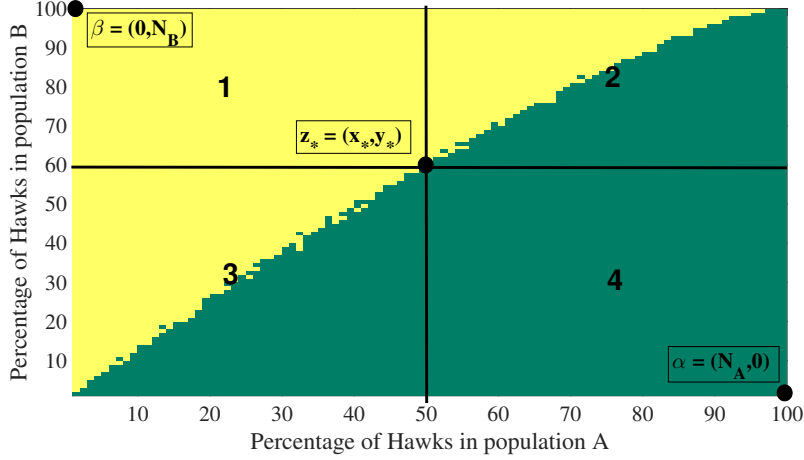 Percentage of Hawks in population B
100
90
80
70
60
50
40
30
20
10
β = (0,N_B)
1
2
z_* = (x_*,y_*)
3
4
α = (N_A,0)
10 20 30 40 50 60 70 80 90 100
Percentage of Hawks in population A